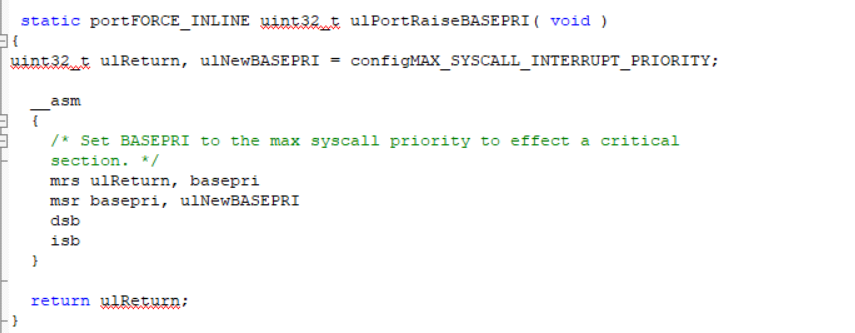 static portFORCE_INLINE uint32_t ulPortRaiseBASEPRI( void )
{
uint32_t ulReturn, ulNewBASEPRI = configMAX_SYSCALL_INTERRUPT_PRIORITY;
__asm
{
/* Set BASEPRI to the max syscall priority to effect a critical
section. */
mrs ulReturn, basepri
msr basepri, ulNewBASEPRI
dsb
isb
}
return ulReturn;
}